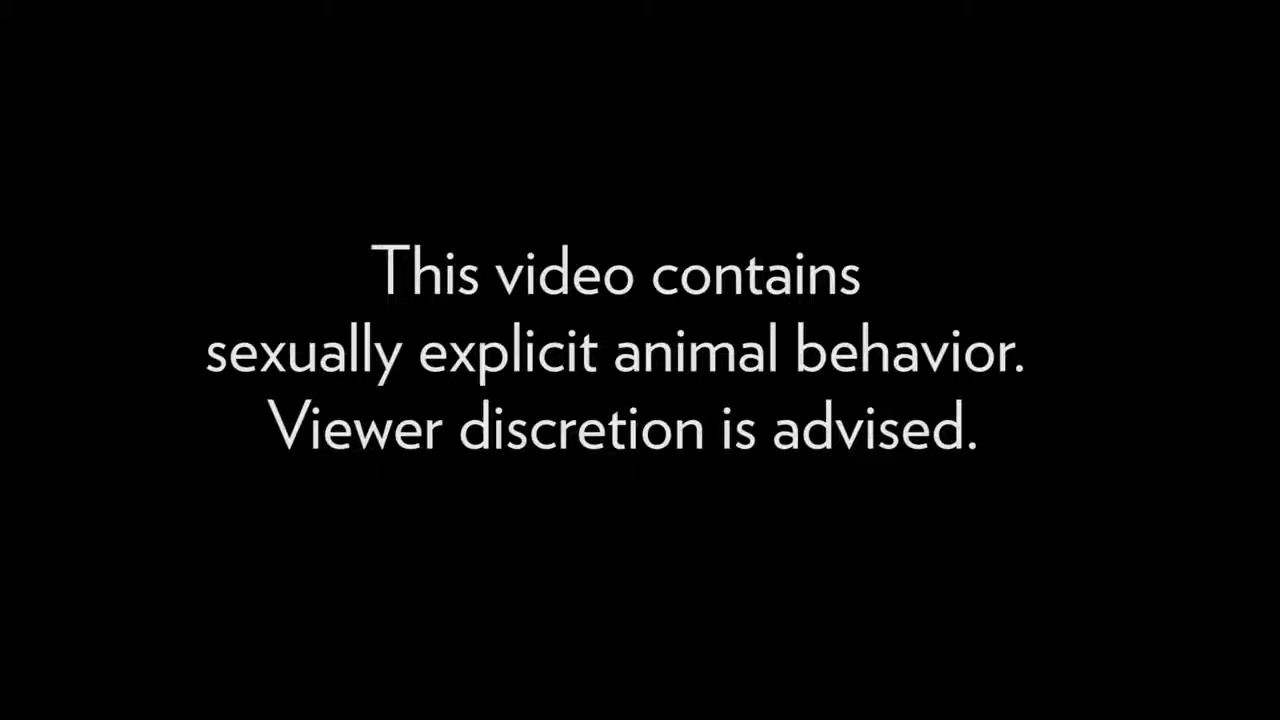 This video contains
sexually explicit animal behavior.
Viewer discretion is advised.